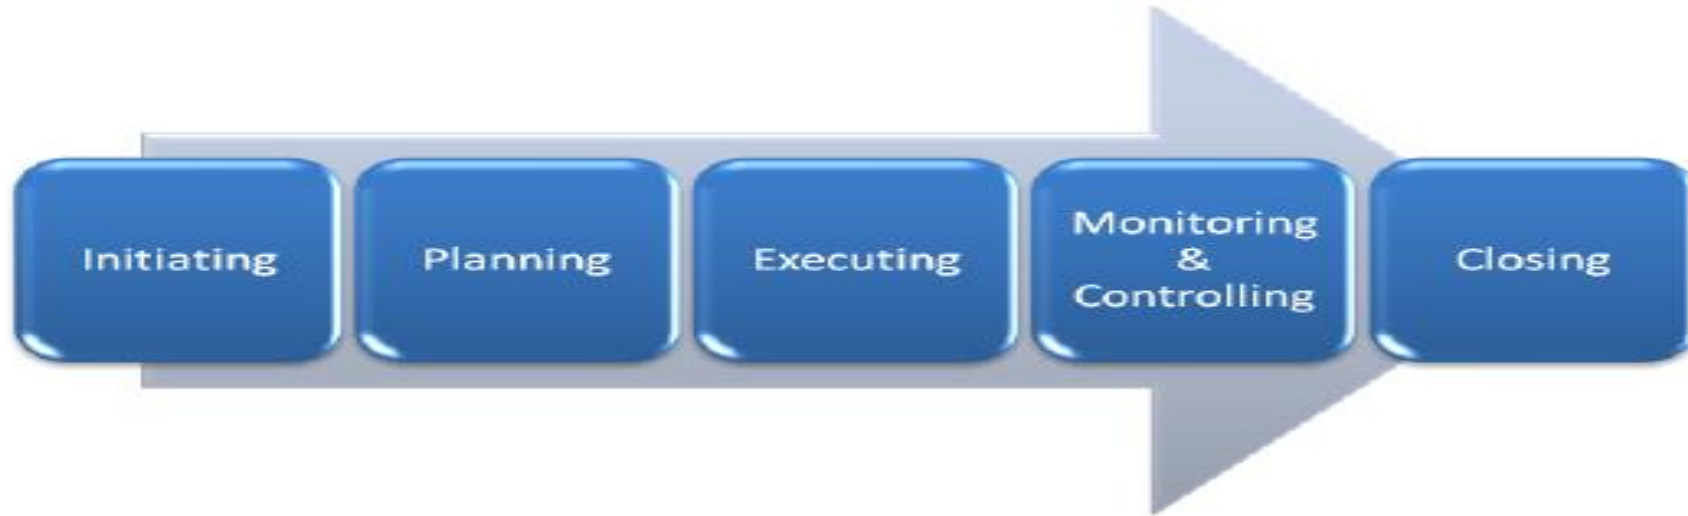 Initiating
Planning
Executing
Monitoring
&
Controlling
Closing